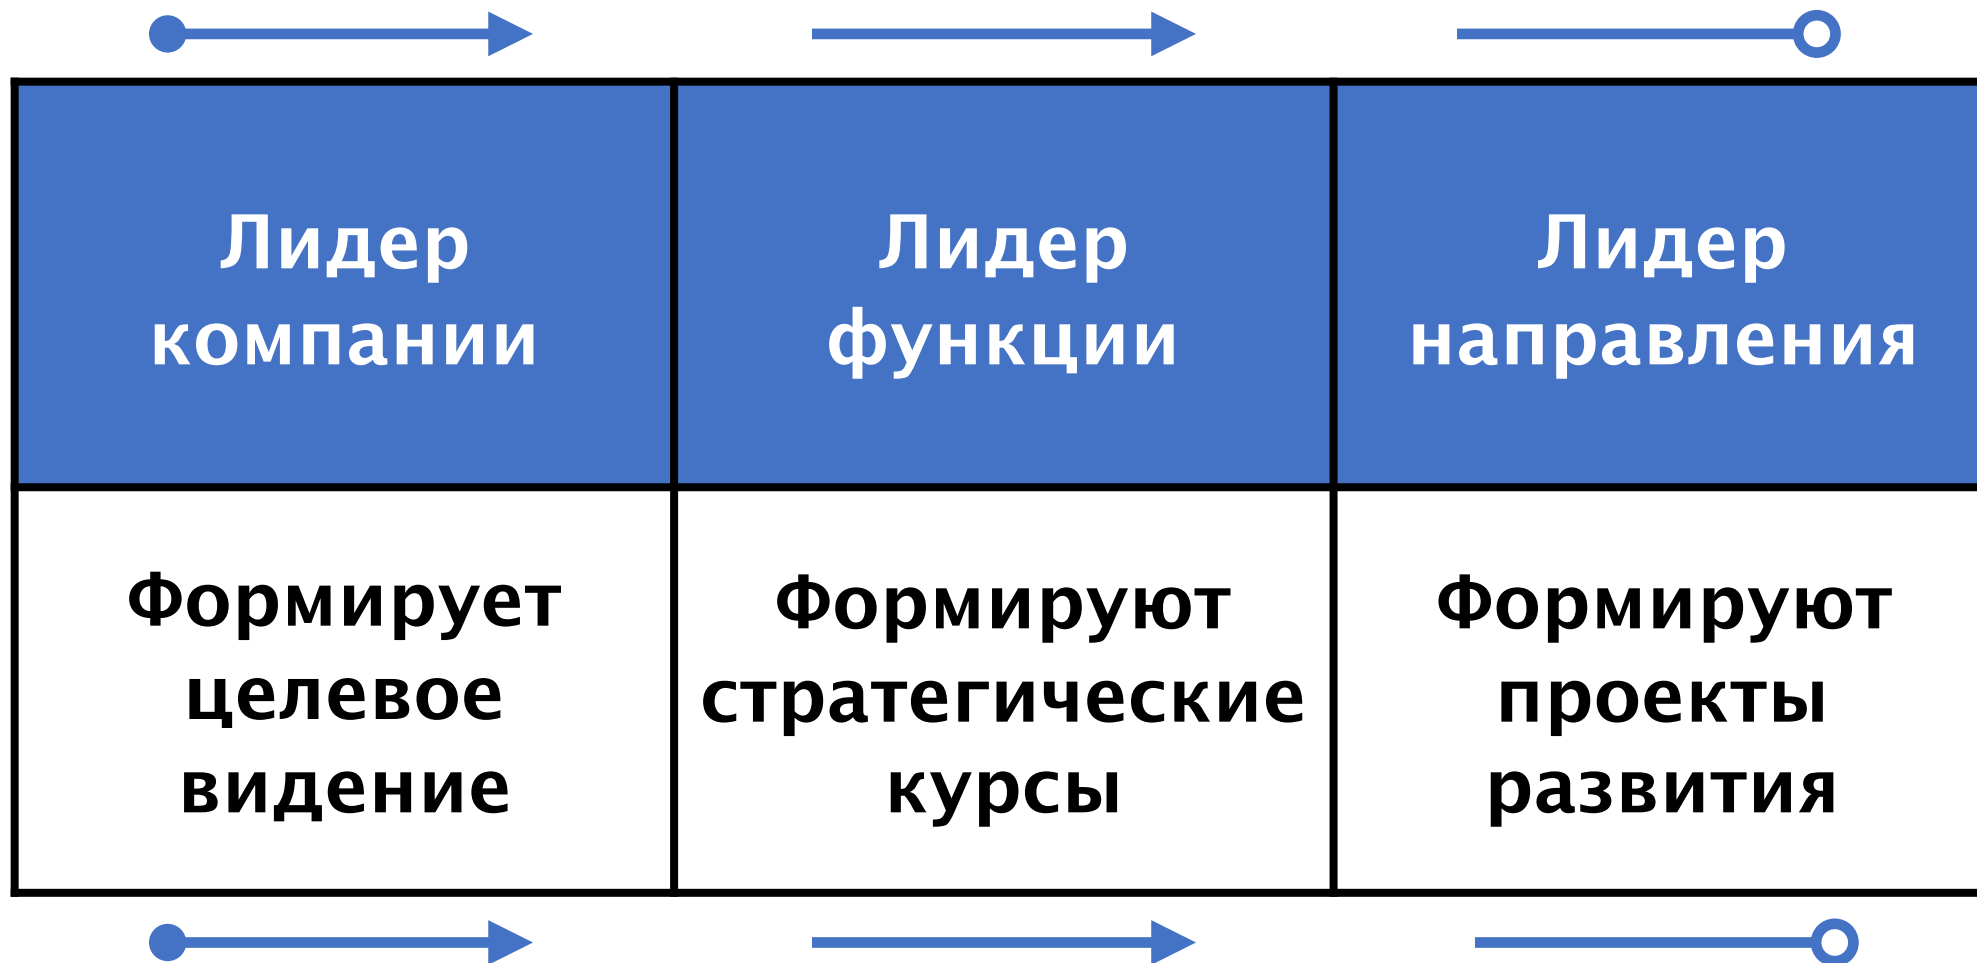 Лидер
компании
Лидер
функции
Лидер
направления
Формирует
целевое
видение
Формируют
стратегические
курсы
Формируют
проекты
развития